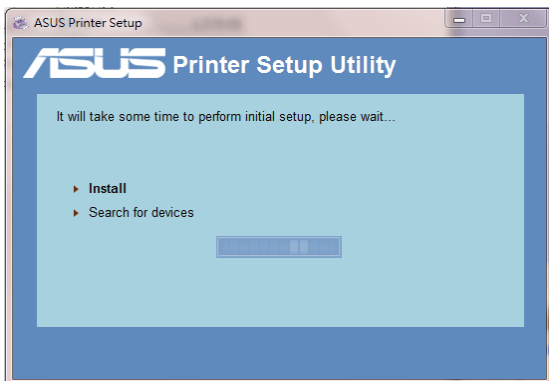 ASUS Printer Setup
ASUS Printer Setup Utility
It will take some time to perform initial setup, please wait...
Install
Search for devices